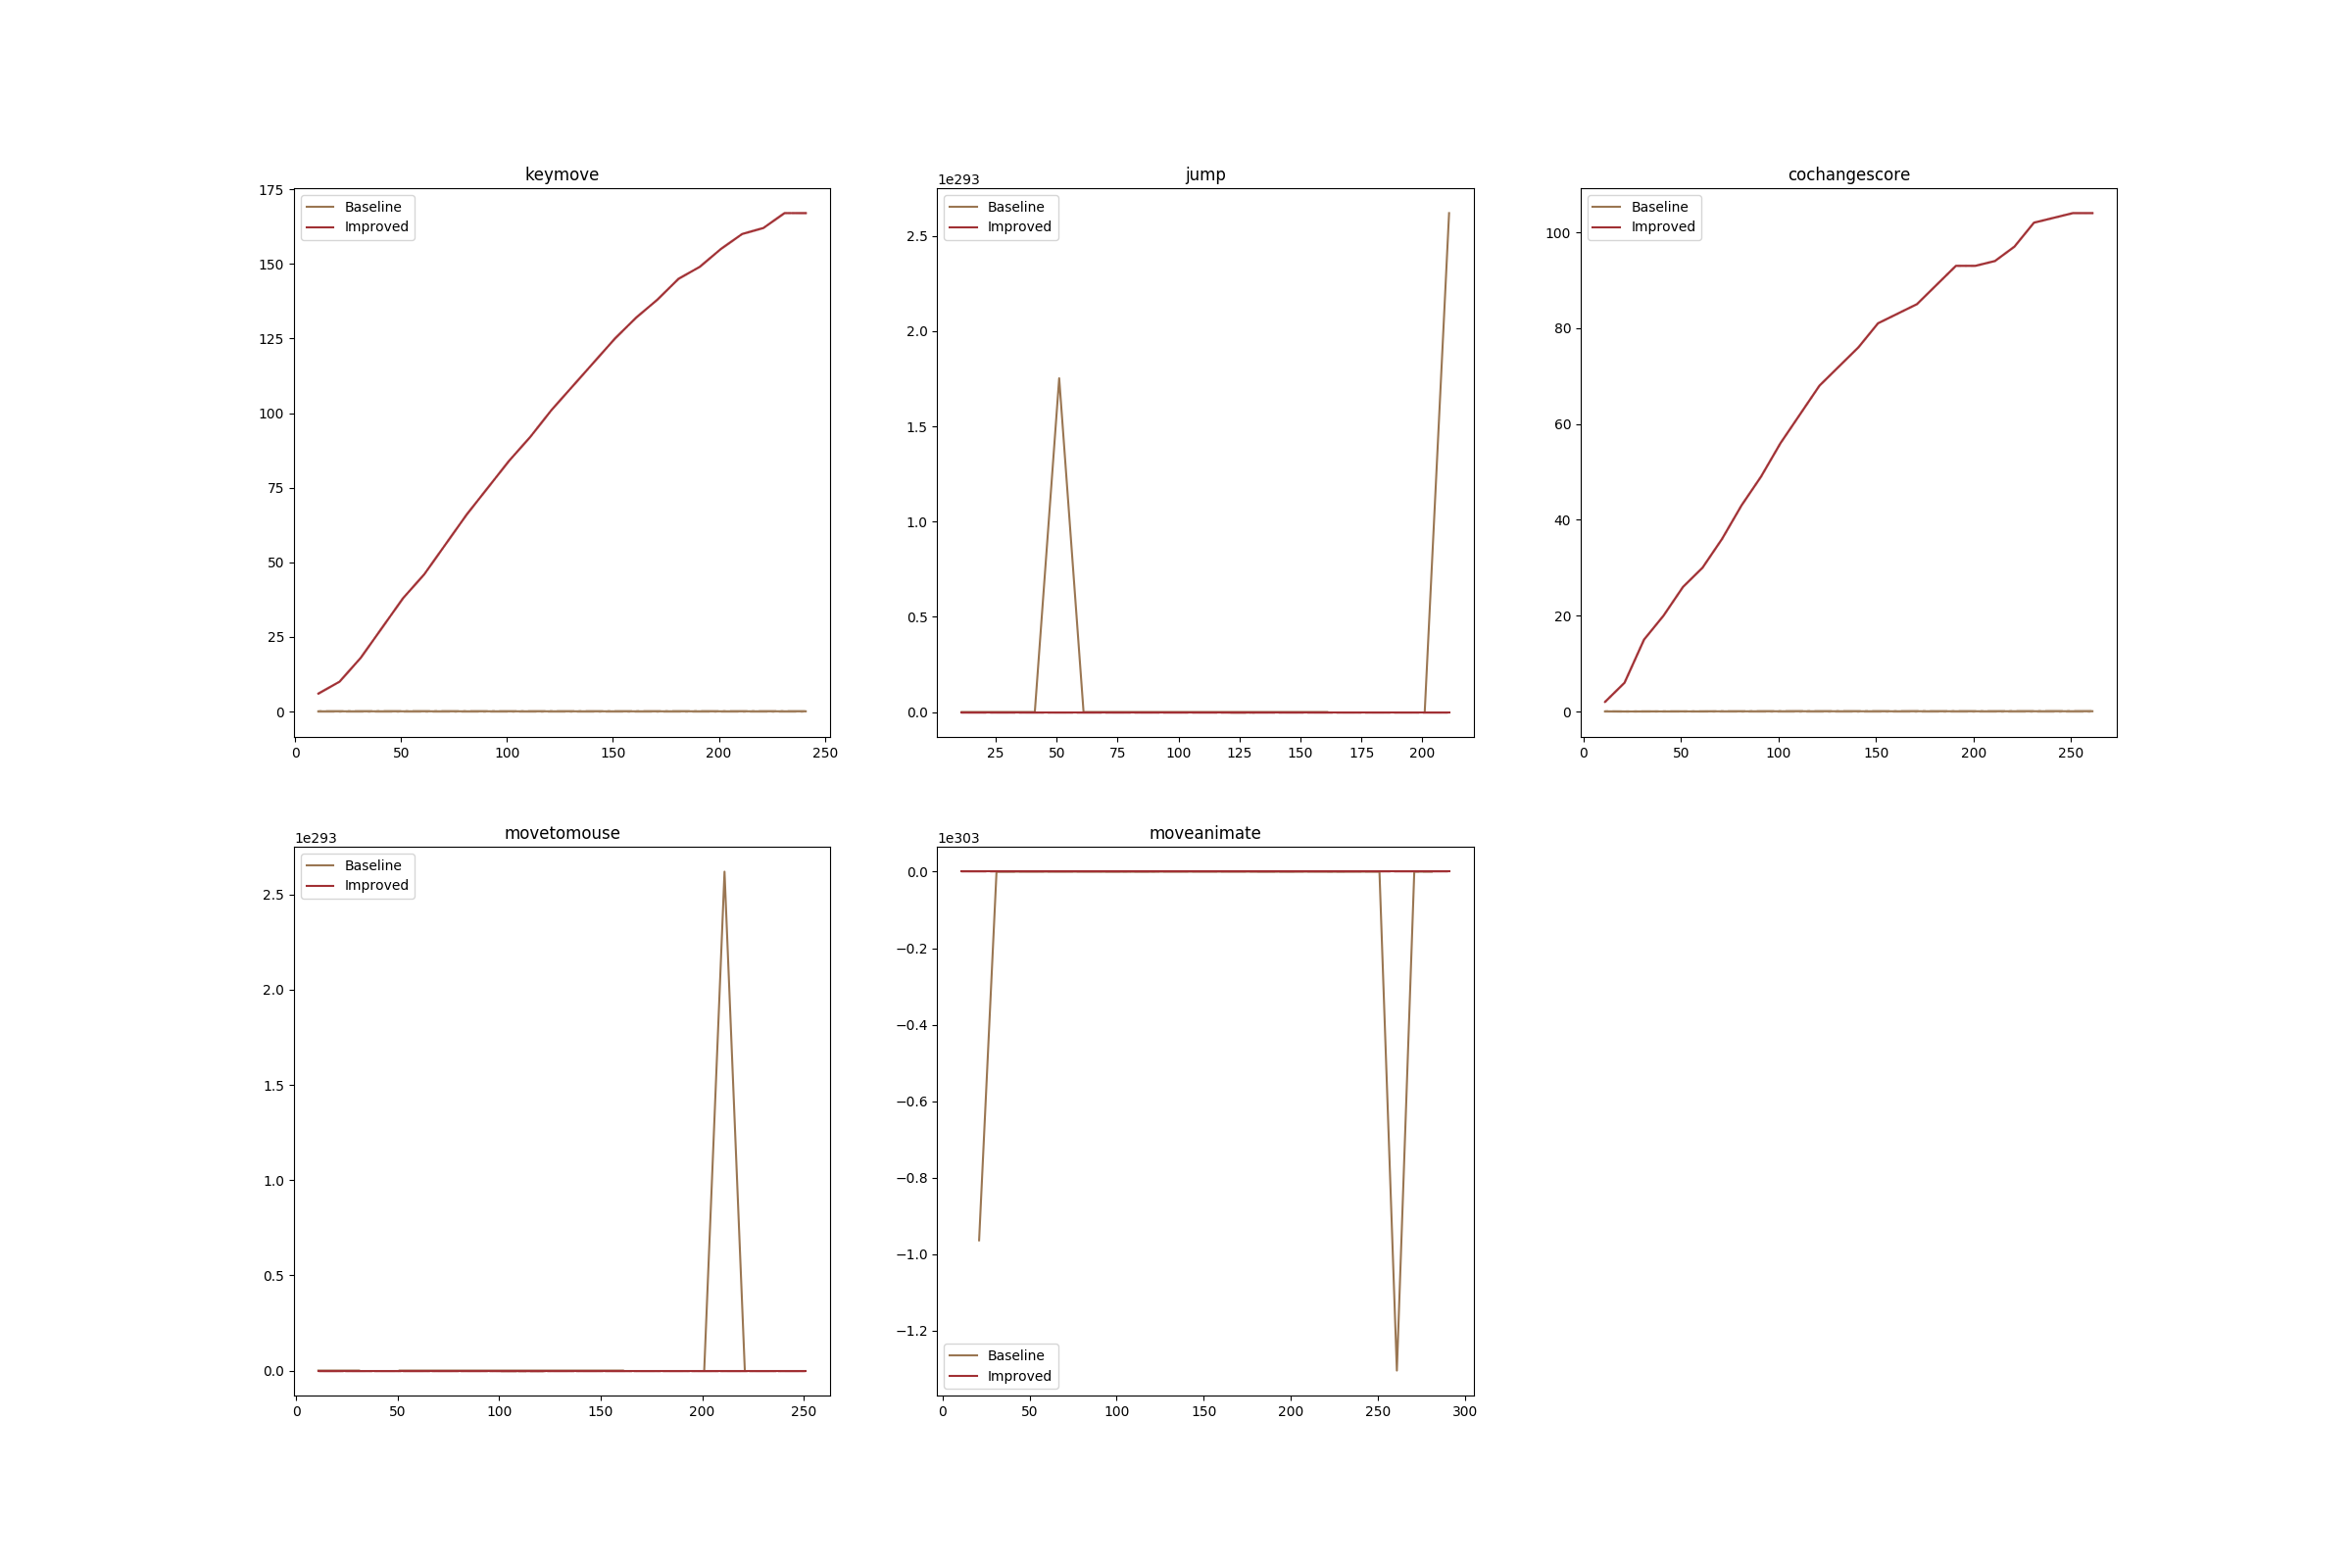 keymove
175
150
125
100
75
50
25
0
0 50 100 150 200 250
Baseline
Improved
jump
1e293
2.5
2.0
1.5
1.0
0.5
0.0
25 50 75 100 125 150 175 200
Baseline
Improved
cochangescore
100
80
60
40
20
0
0 50 100 150 200 250
Baseline
Improved
movetomouse
1e293
2.5
2.0
1.5
1.0
0.5
0.0
0 50 100 150 200 250
Baseline
Improved
moveanimate
1e303
0.0
−0.2
−0.4
−0.6
−0.8
−1.0
−1.2
0 50 100 150 200 250 300
Baseline
Improved